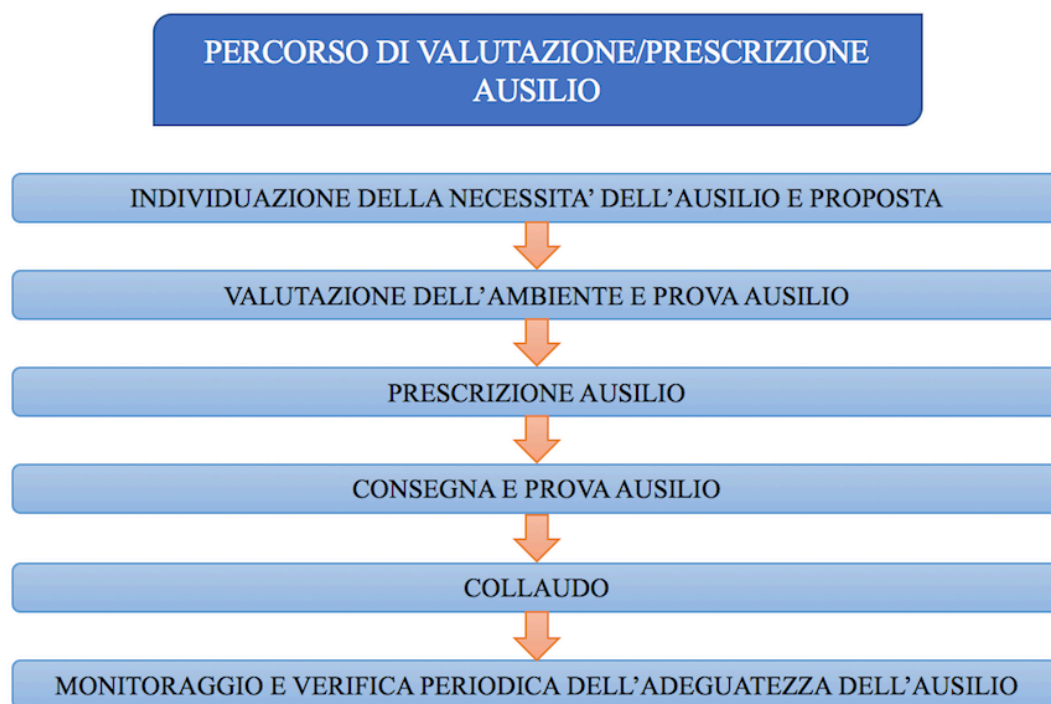 PERCORSO DI VALUTAZIONE/PRESCRIZIONE
AUSILIO
INDIVIDUAZIONE DELLA NECESSITA’ DELL’AUSILIO E PROPOSTA
VALUTAZIONE DELL’AMBIENTE E PROVA AUSILIO
PRESCRIZIONE AUSILIO
CONSEGNA E PROVA AUSILIO
COLLAUDO
MONITORAGGIO E VERIFICA PERIODICA DELL’ADEGUATEZZA DELL’AUSILIO